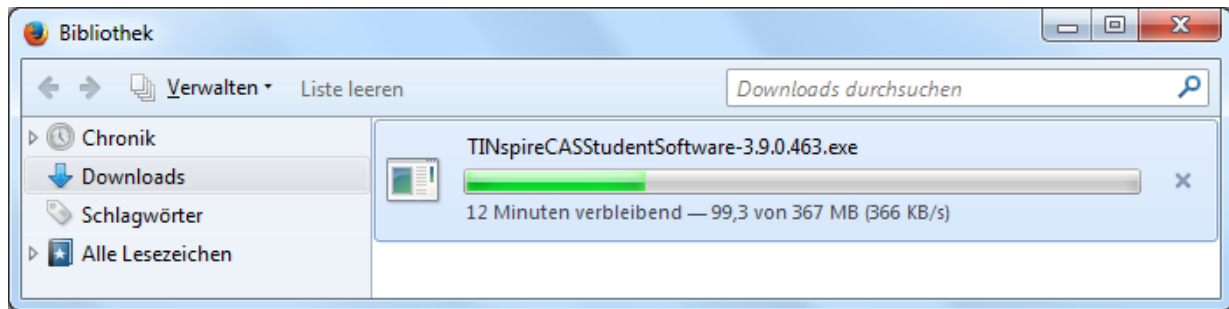 Bibliothek
Verwalten Liste leeren Downloads durchsuchen
Chronik
Downloads
Schlagwörter
Alle Lesezeichen
TINspireCASStudentSoftware-3.9.0.463.exe
12 Minuten verbleibend — 99,3 von 367 MB (366 KB/s)